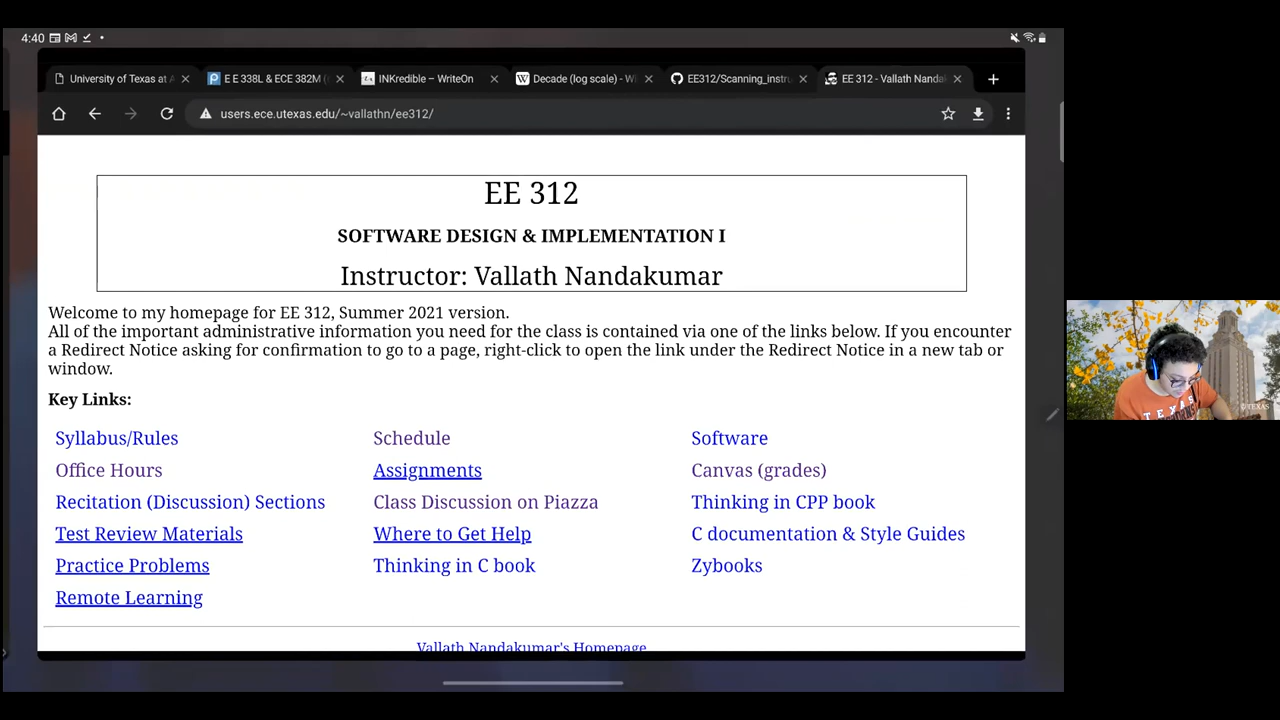 4:40
University of Texas at A
E E 338L & ECE 382M (
INKredible – WriteOn
Decade (log scale) - Wi
EE312/Scanning_instru
EE 312 - Vallath Nanda
users.ece.utexas.edu/~vallathn/ee312/
EE 312
SOFTWARE DESIGN & IMPLEMENTATION I
Instructor: Vallath Nandakumar
Welcome to my homepage for EE 312, Summer 2021 version.
All of the important administrative information you need for the class is contained via one of the links below. If you encounter
a Redirect Notice asking for confirmation to go to a page, right-click to open the link under the Redirect Notice in a new tab or
window.
Key Links:
Syllabus/Rules Schedule Software
Office Hours Assignments Canvas (grades)
Recitation (Discussion) Sections Class Discussion on Piazza Thinking in CPP book
Test Review Materials Where to Get Help C documentation & Style Guides
Practice Problems Thinking in C book Zybooks
Remote Learning
Vallath Nandakumar's Homepage
TEXAS
TEXAS